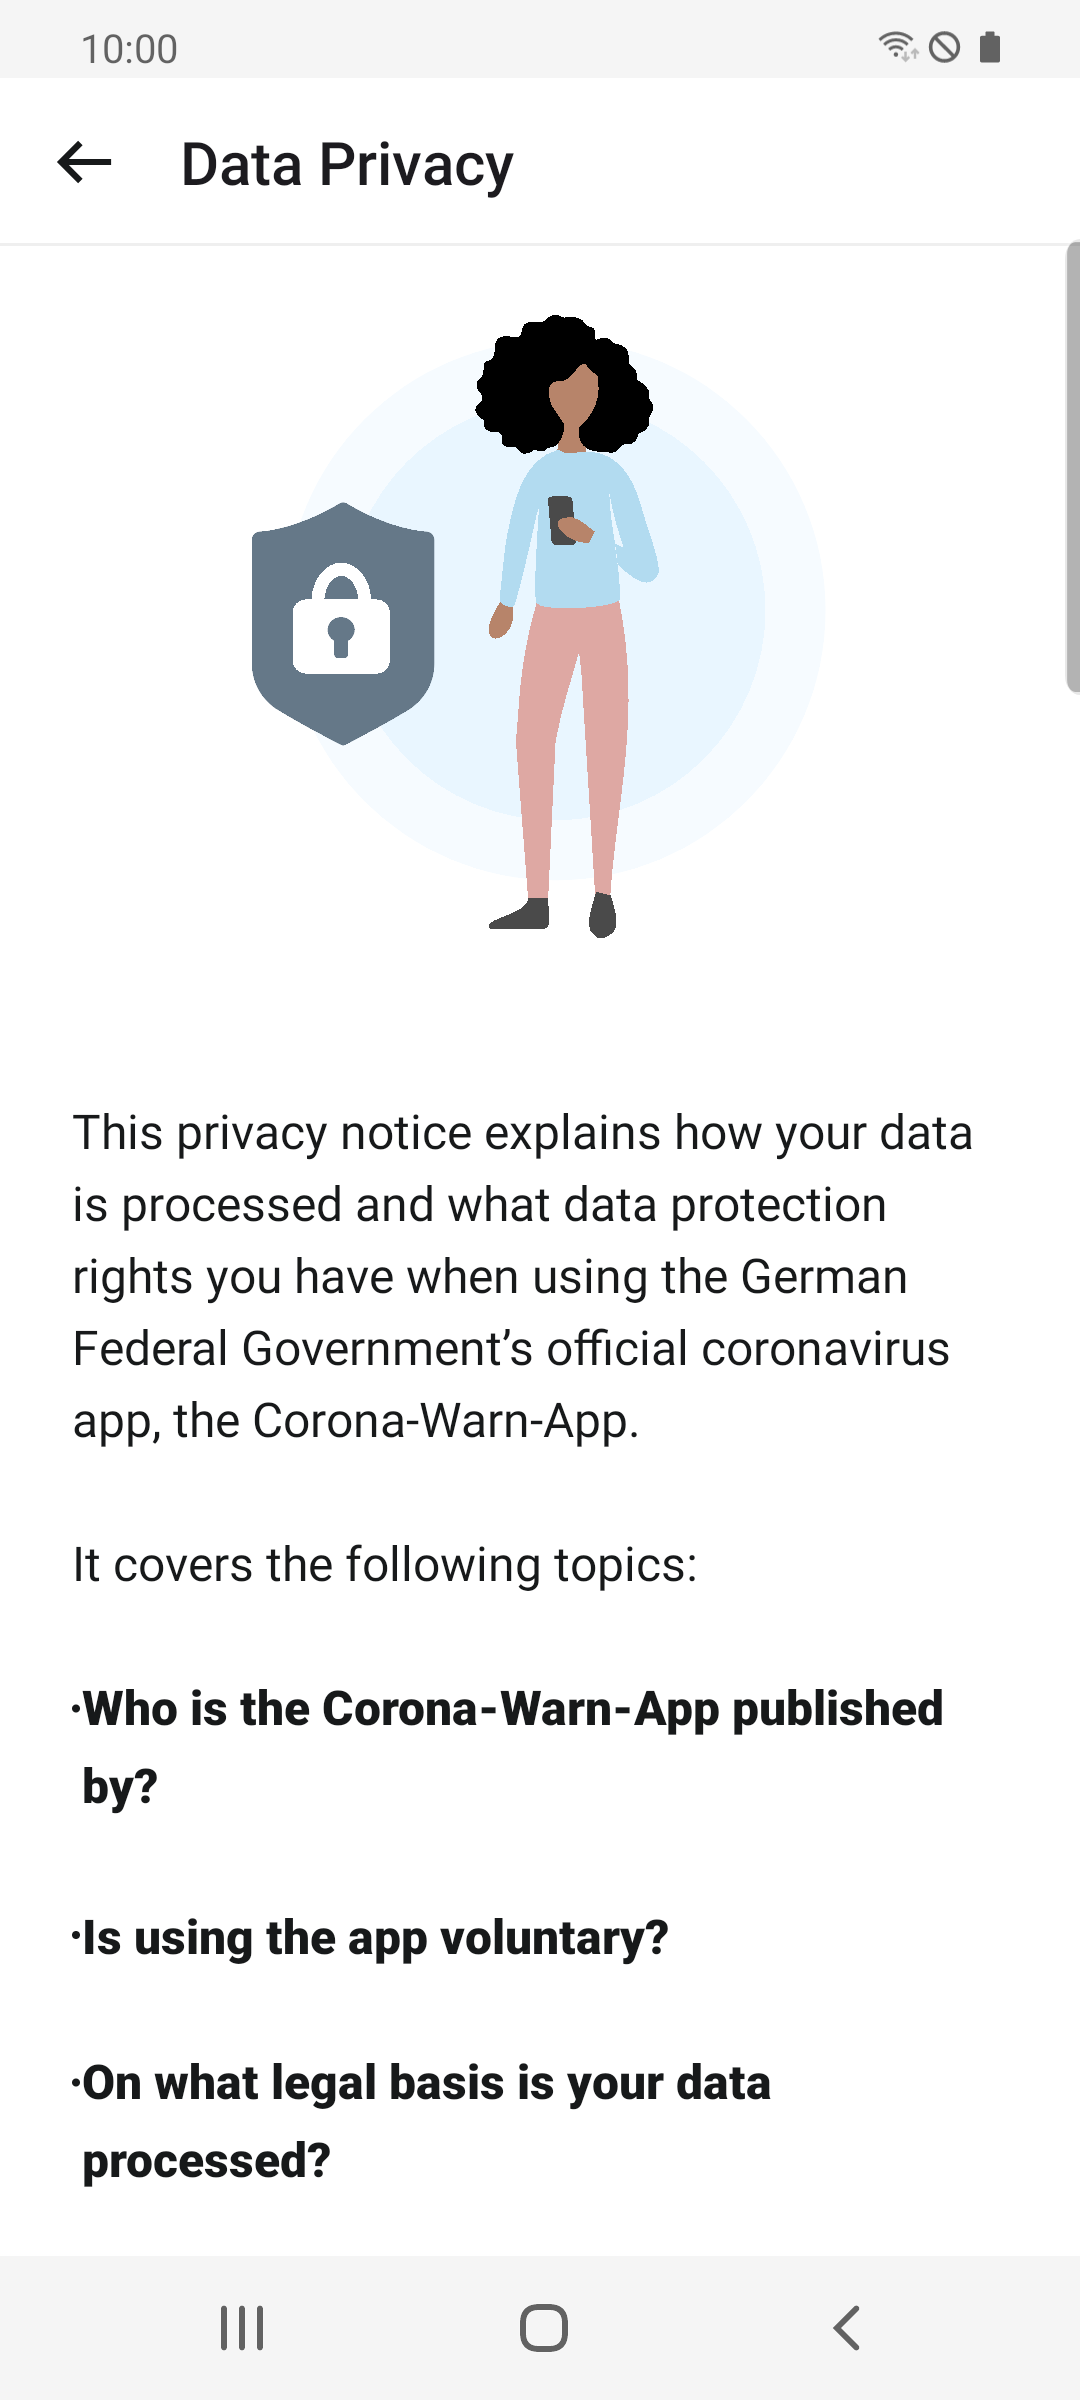 10:00
Data Privacy
This privacy notice explains how your data
is processed and what data protection
rights you have when using the German
Federal Government’s official coronavirus
app, the Corona-Warn-App.
It covers the following topics:
·Who is the Corona-Warn-App published
by?
·Is using the app voluntary?
·On what legal basis is your data
processed?